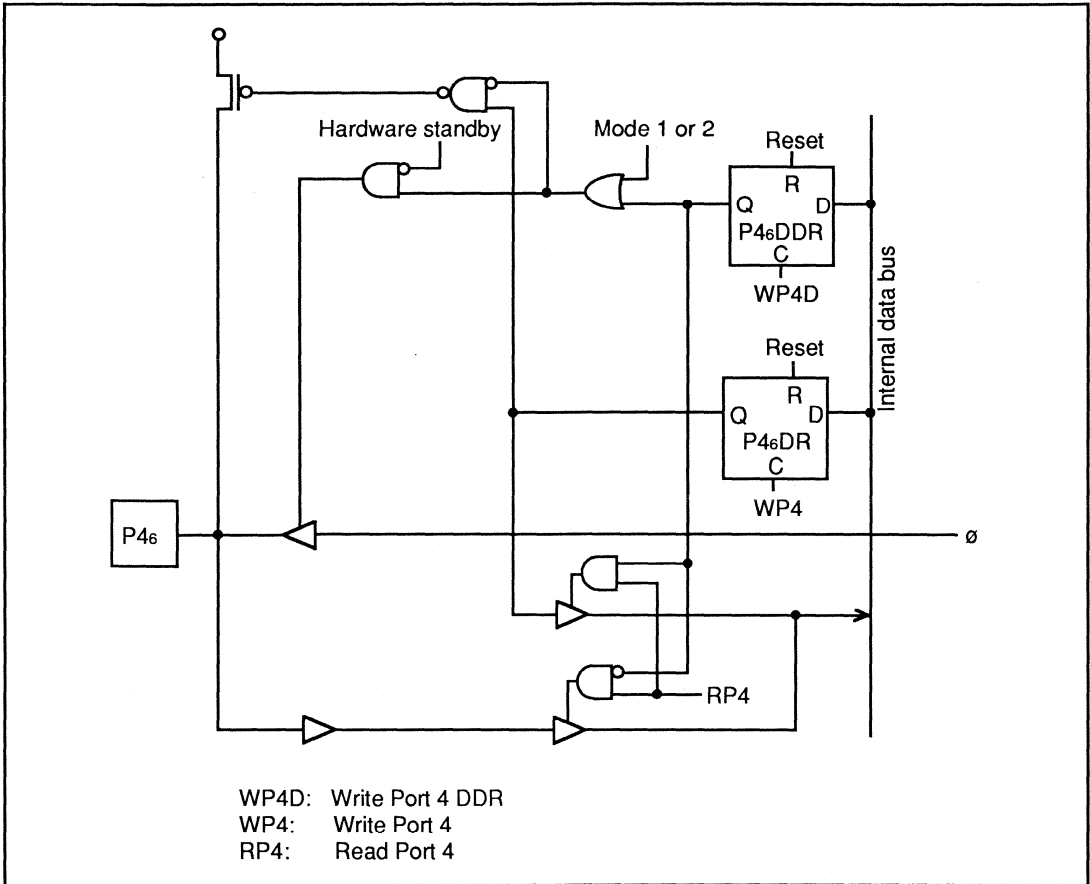 Hardware standby
Mode 1 or 2
Reset
R
Q
D
P4₆DDR
C
WP4D
Internal data bus
Reset
R
Q
D
P4₆DR
C
WP4
P4₆
ø
RP4
WP4D: Write Port 4 DDR
WP4: Write Port 4
RP4: Read Port 4